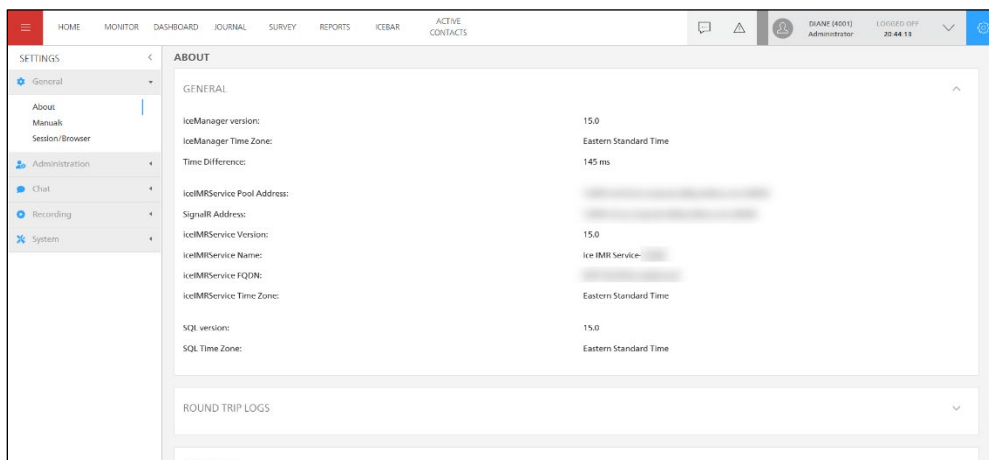 HOME MONITOR DASHBOARD JOURNAL SURVEY REPORTS ICEBAR ACTIVE CONTACTS DIANE (4001) LOGGED OFF
Administrator 20:44:13
SETTINGS
General
About
Manuals
Session/Browser
Administration
Chat
Recording
System
ABOUT
GENERAL
iceManager version: 15.0
iceManager Time Zone: Eastern Standard Time
Time Difference: 145 ms
iceIMRService Pool Address:
SignalR Address:
iceIMRService Version: 15.0
iceIMRService Name: ice IMR Service-
iceIMRService FQDN:
iceIMRService Time Zone: Eastern Standard Time
SQL version: 15.0
SQL Time Zone: Eastern Standard Time
ROUND TRIP LOGS